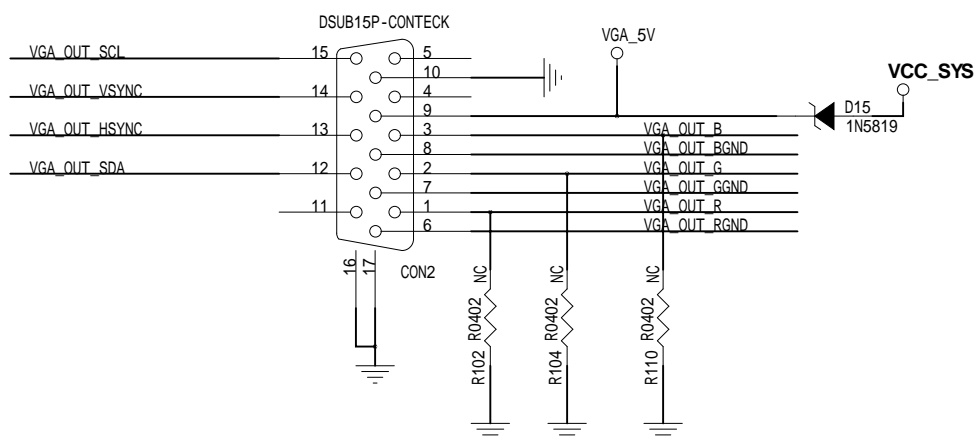 DSUB15P-CONTECK
VGA_5V
VCC_SYS
VGA_OUT_SCL 15 5
10
VGA_OUT_VSYNC 14 4
9
D15
1N5819
VGA_OUT_HSYNC 13 3 VGA_OUT_B
8 VGA_OUT_BGND
VGA_OUT_SDA 12 2 VGA_OUT_G
7 VGA_OUT_GGND
11 1 VGA_OUT_R
6 VGA_OUT_RGND
16 17 CON2
R102 R0402 NC
R104 R0402 NC
R110 R0402 NC